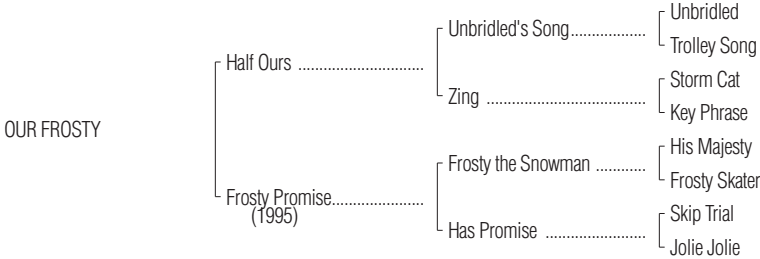 Unbridled
Unbridled's Song..................
Trolley Song
Half Ours ..............................
Storm Cat
Zing ......................................
Key Phrase
OUR FROSTY
His Majesty
Frosty the Snowman ............
Frosty Skater
Frosty Promise......................
(1995)
Skip Trial
Has Promise ........................
Jolie Jolie